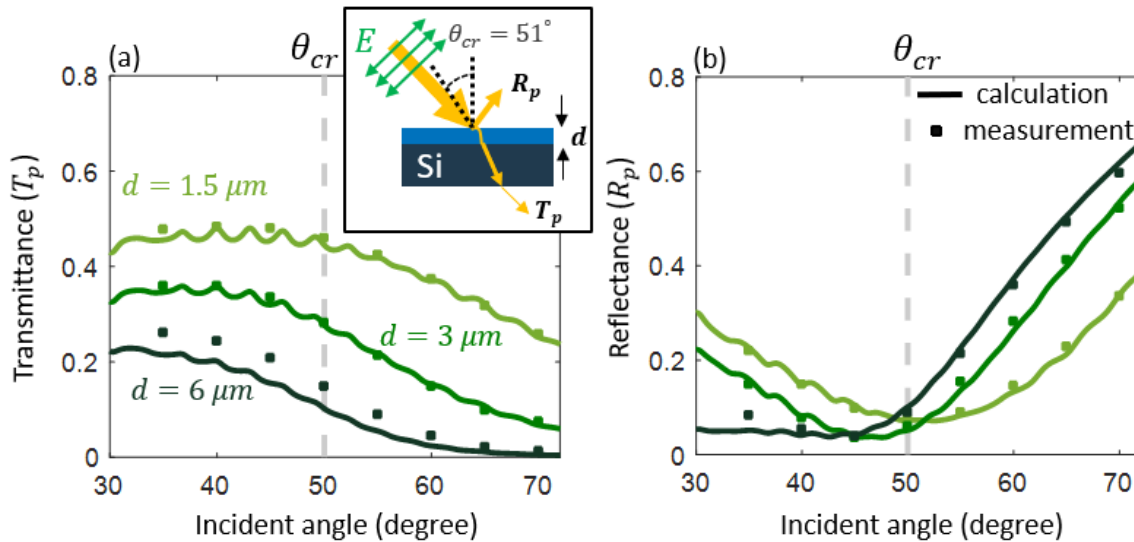 (a)
θcr
Transmittance (Tp)
0.8
0.6
0.4
0.2
0
30 40 50 60 70
Incident angle (degree)
d = 1.5 μm
d = 3 μm
d = 6 μm
E
θcr = 51°
Rp
d
Si
Tp
(b)
θcr
calculation
measurement
Reflectance (Rp)
0.8
0.6
0.4
0.2
0
30 40 50 60 70
Incident angle (degree)